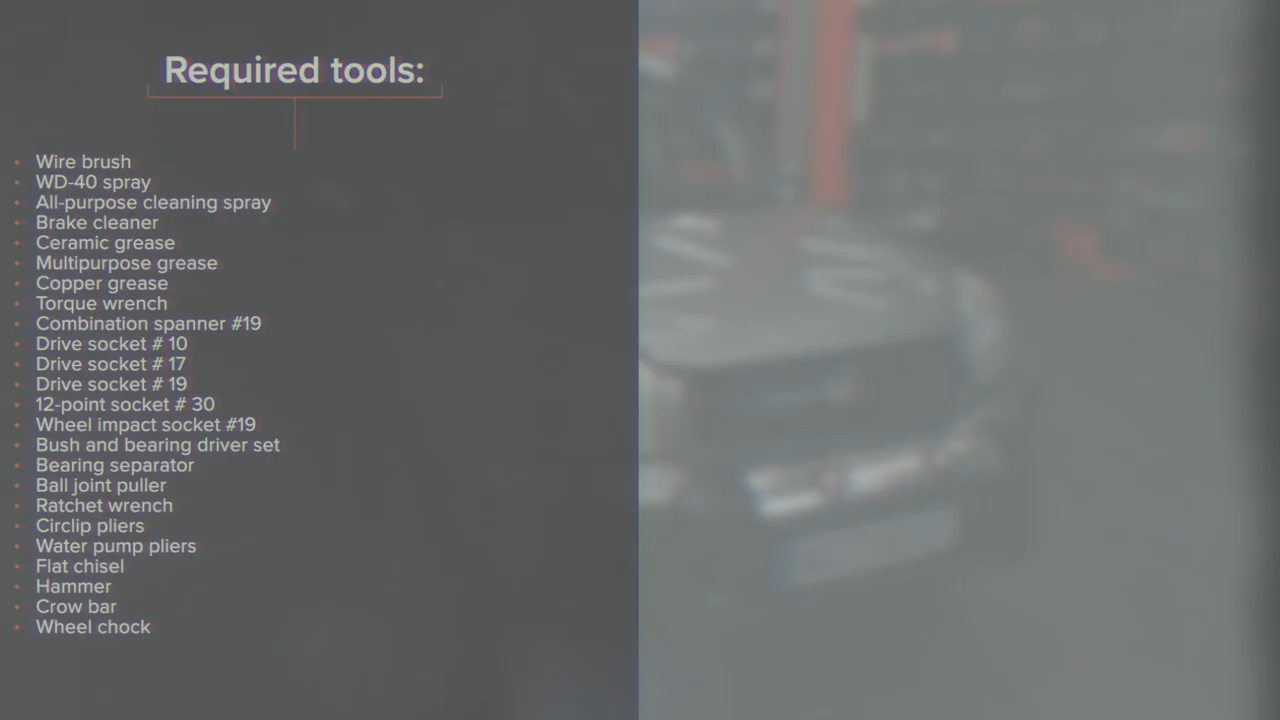 Required tools:
Wire brush
WD-40 spray
All-purpose cleaning spray
Brake cleaner
Ceramic grease
Multipurpose grease
Copper grease
Torque wrench
Combination spanner #19
Drive socket # 10
Drive socket # 17
Drive socket # 19
12-point socket # 30
Wheel impact socket #19
Bush and bearing driver set
Bearing separator
Ball joint puller
Ratchet wrench
Circlip pliers
Water pump pliers
Flat chisel
Hammer
Crow bar
Wheel chock